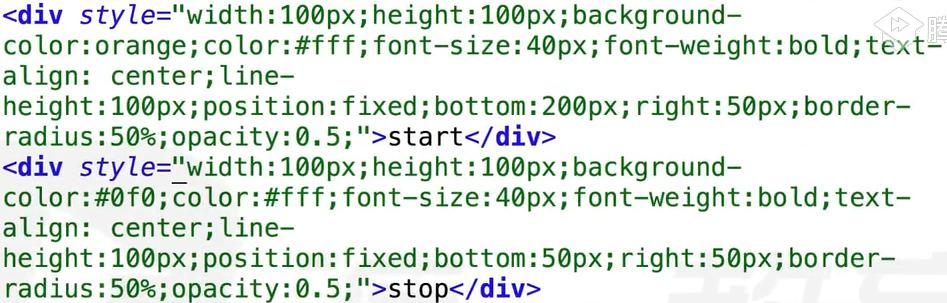 <div style="width:100px;height:100px;background-
color:orange;color:#fff;font-size:40px;font-weight:bold;text-
align: center;line-
height:100px;position:fixed;bottom:200px;right:50px;border-
radius:50%;opacity:0.5;">start</div>
<div style="width:100px;height:100px;background-
color:#0f0;color:#fff;font-size:40px;font-weight:bold;text-
align: center;line-
height:100px;position:fixed;bottom:50px;right:50px;border-
radius:50%;opacity:0.5;">stop</div>